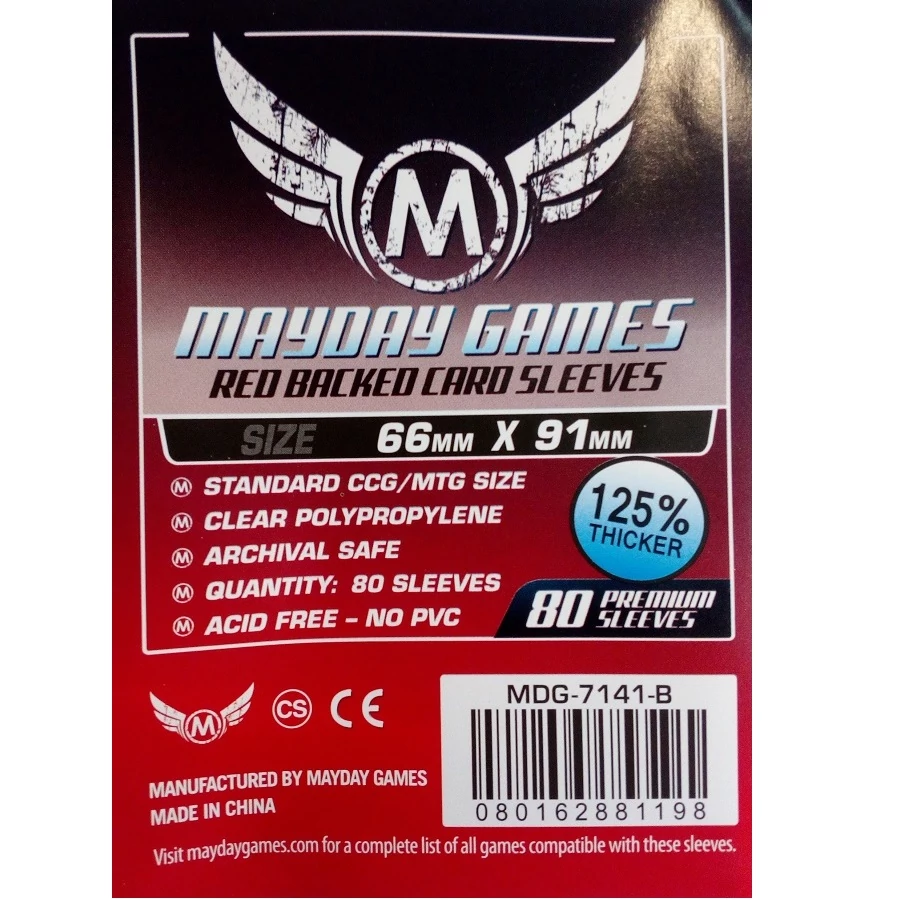 M
MAYDAY GAMES
RED BACKED CARD SLEEVES
SIZE 66MM X 91MM
M STANDARD CCG/MTG SIZE
M CLEAR POLYPROPYLENE
M ARCHIVAL SAFE
M QUANTITY: 80 SLEEVES
M ACID FREE – NO PVC
125%
THICKER
80 PREMIUM
SLEEVES
M CS CE
MDG-7141-B
080162881198
MANUFACTURED BY MAYDAY GAMES
MADE IN CHINA
Visit maydaygames.com for a complete list of all games compatible with these sleeves.